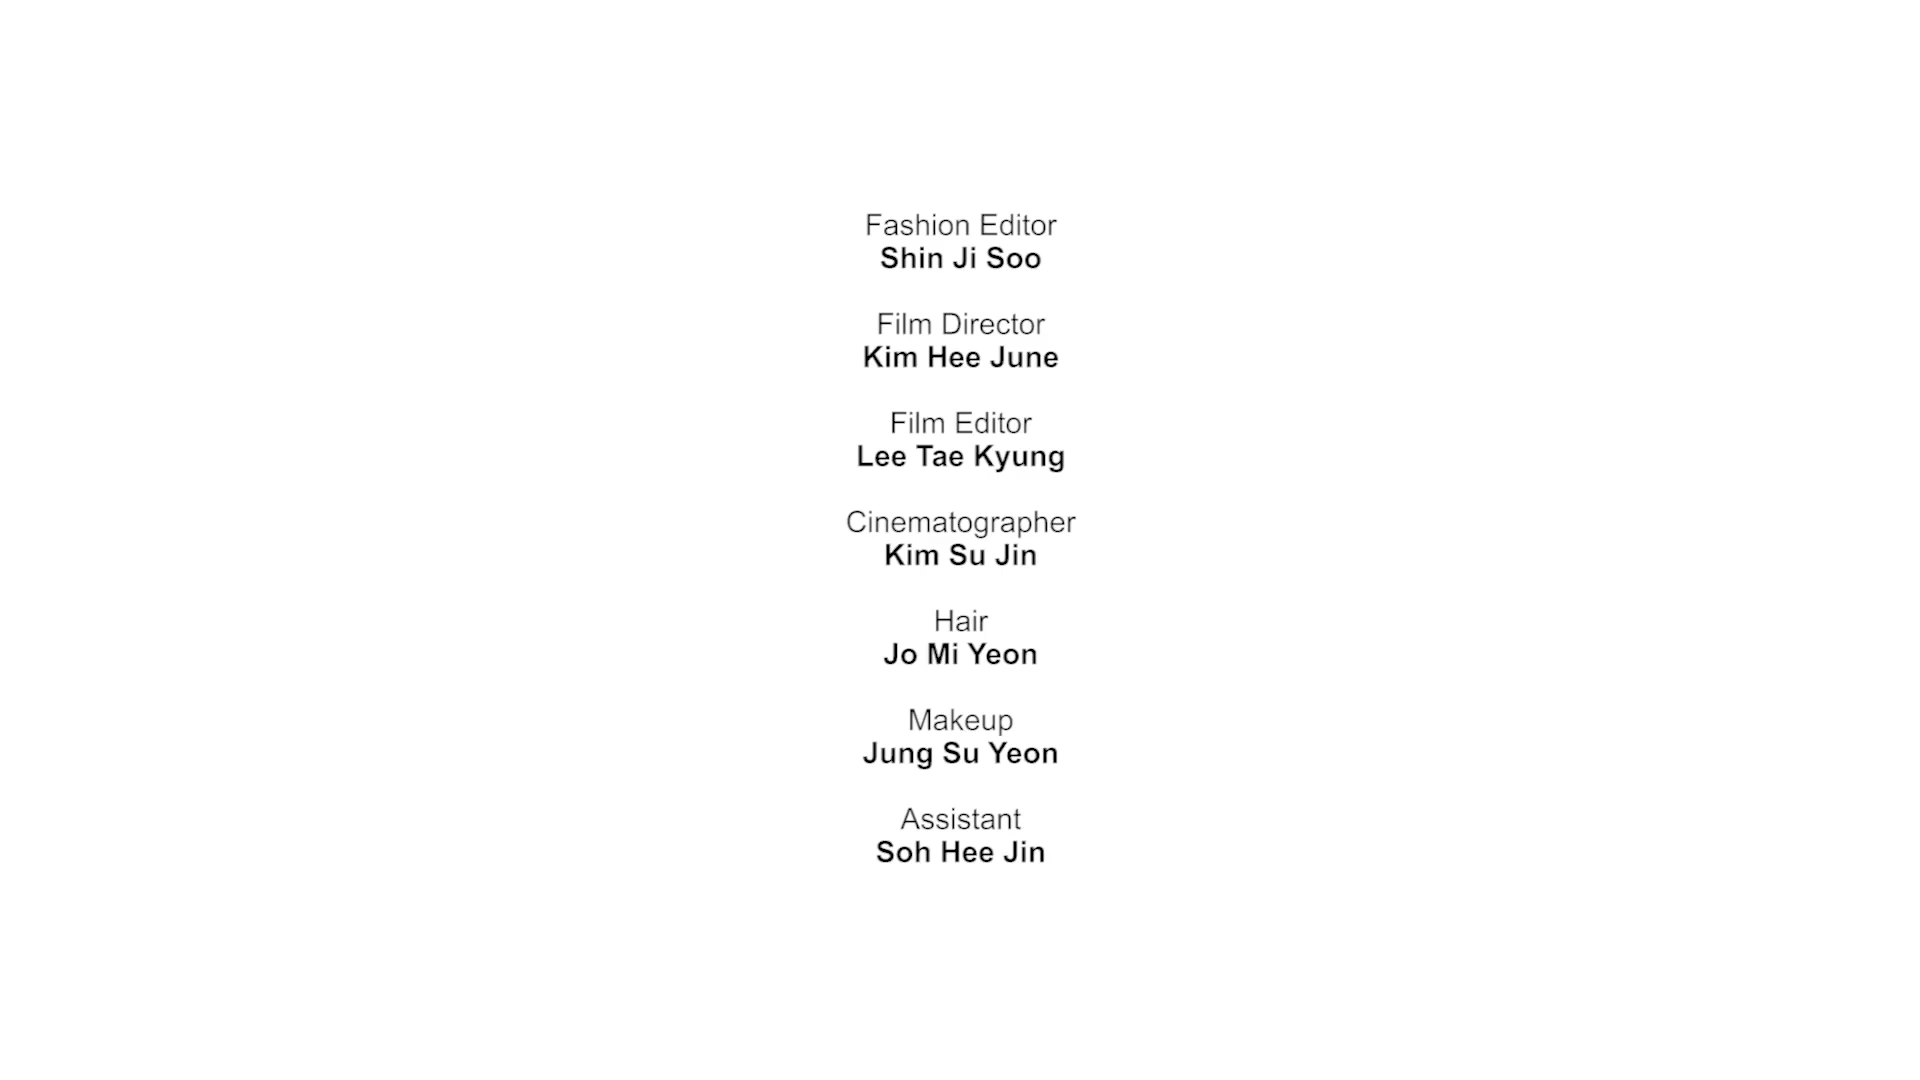 Fashion Editor
Shin Ji Soo
Film Director
Kim Hee June
Film Editor
Lee Tae Kyung
Cinematographer
Kim Su Jin
Hair
Jo Mi Yeon
Makeup
Jung Su Yeon
Assistant
Soh Hee Jin